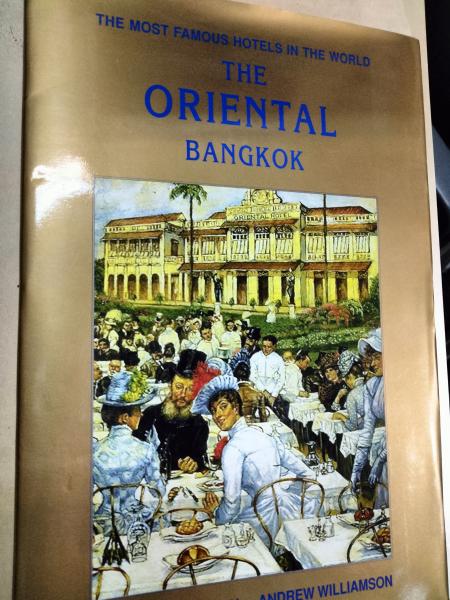 THE MOST FAMOUS HOTELS IN THE WORLD
THE
ORIENTAL
BANGKOK
ORIENTAL HOTEL
ANDREW WILLIAMSON